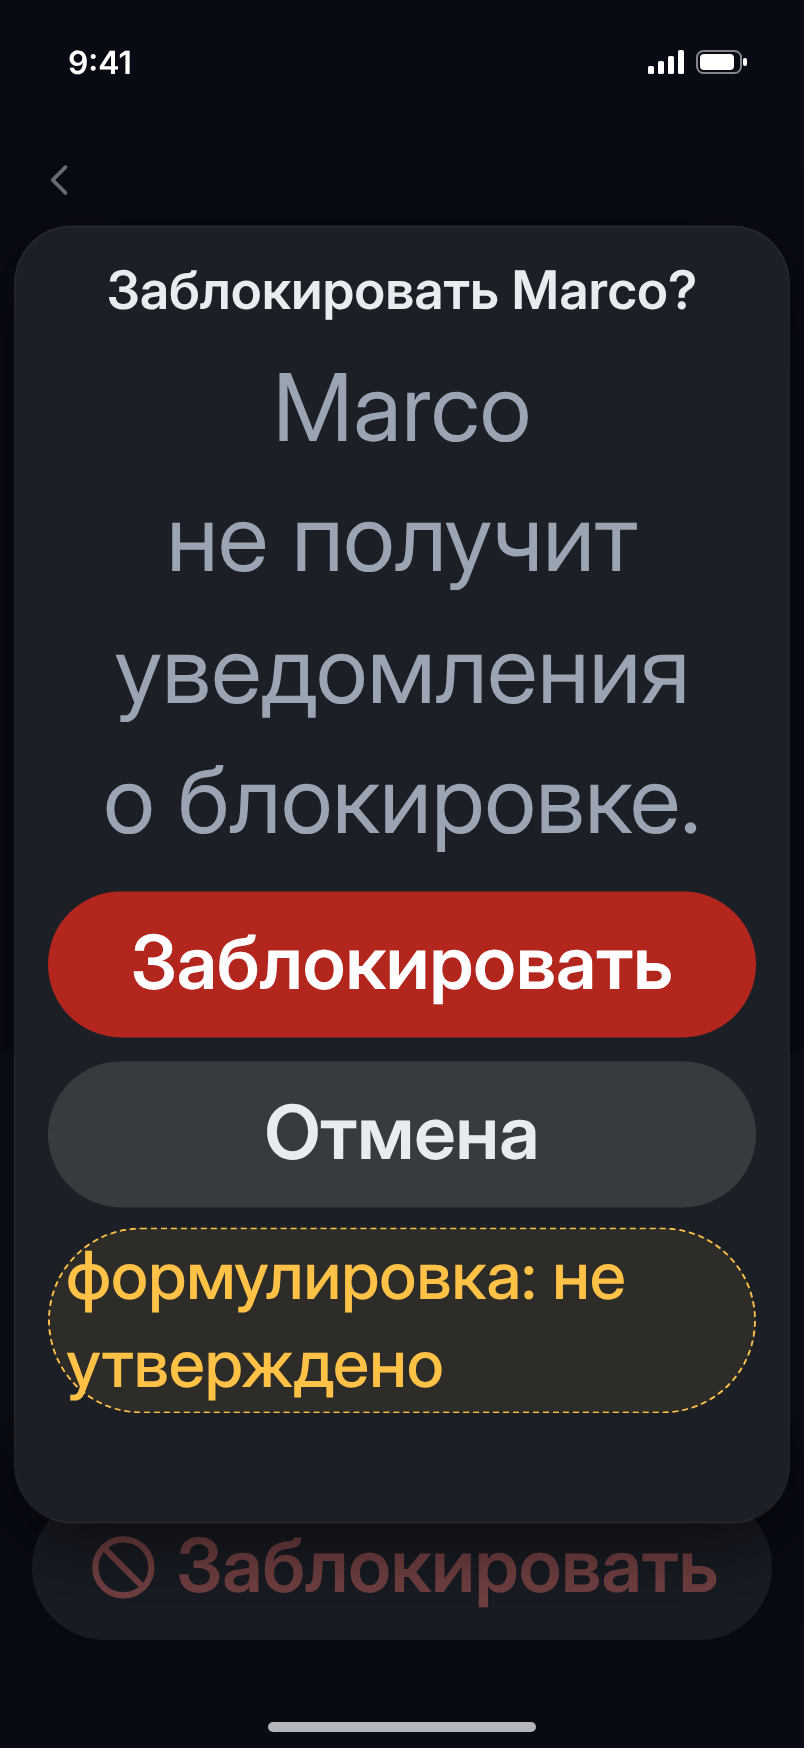 9:41
Заблокировать Marco?
Marco
не получит
уведомления
о блокировке.
Заблокировать
Отмена
формулировка: не
утверждено
Заблокировать